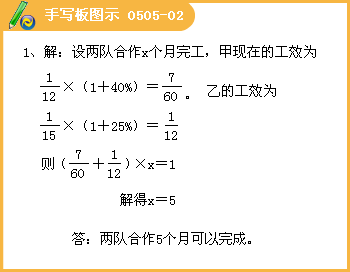 手写板图示 0505-02
1、解：设两队合作x个月完工，甲现在的工效为
1/12×（1+40%）=7/60。 乙的工效为
1/15×（1+25%）=1/12
则（7/60+1/12）×x=1
解得x=5
答：两队合作5个月可以完成。